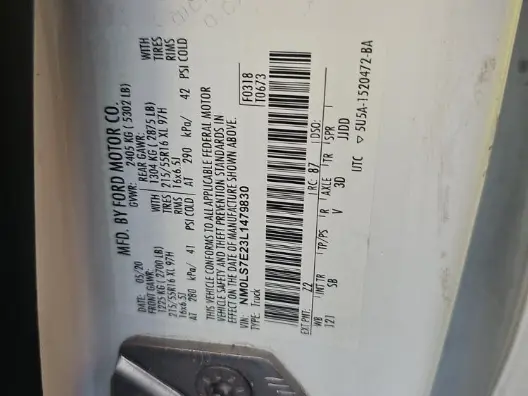 MFD. BY FORD MOTOR CO.
DATE: 05/20 GVWR: 2405 KG ( 5302 LB)
FRONT GAWR: REAR GAWR:
1225 KG ( 2700 LB) WITH 1304 KG ( 2875 LB) WITH
215/55R16 XL 97H TIRES 215/55R16 XL 97H TIRES
16x6.5J RIMS 16x6.5J RIMS
AT 280 kPa/ 41 PSI COLD AT 290 kPa/ 42 PSI COLD
THIS VEHICLE CONFORMS TO ALL APPLICABLE FEDERAL MOTOR
VEHICLE SAFETY AND THEFT PREVENTION STANDARDS IN
EFFECT ON THE DATE OF MANUFACTURE SHOWN ABOVE.
VIN: NM0LS7E23L1479830 F0318
TYPE: Truck T0673
EXT PNT: ZZ RC: 87 DSO:
WB INT TR TP/PS R AXLE TR SPR
121 SB V 3D JJDD
UTC ▽ 5U5A-1520472-BA